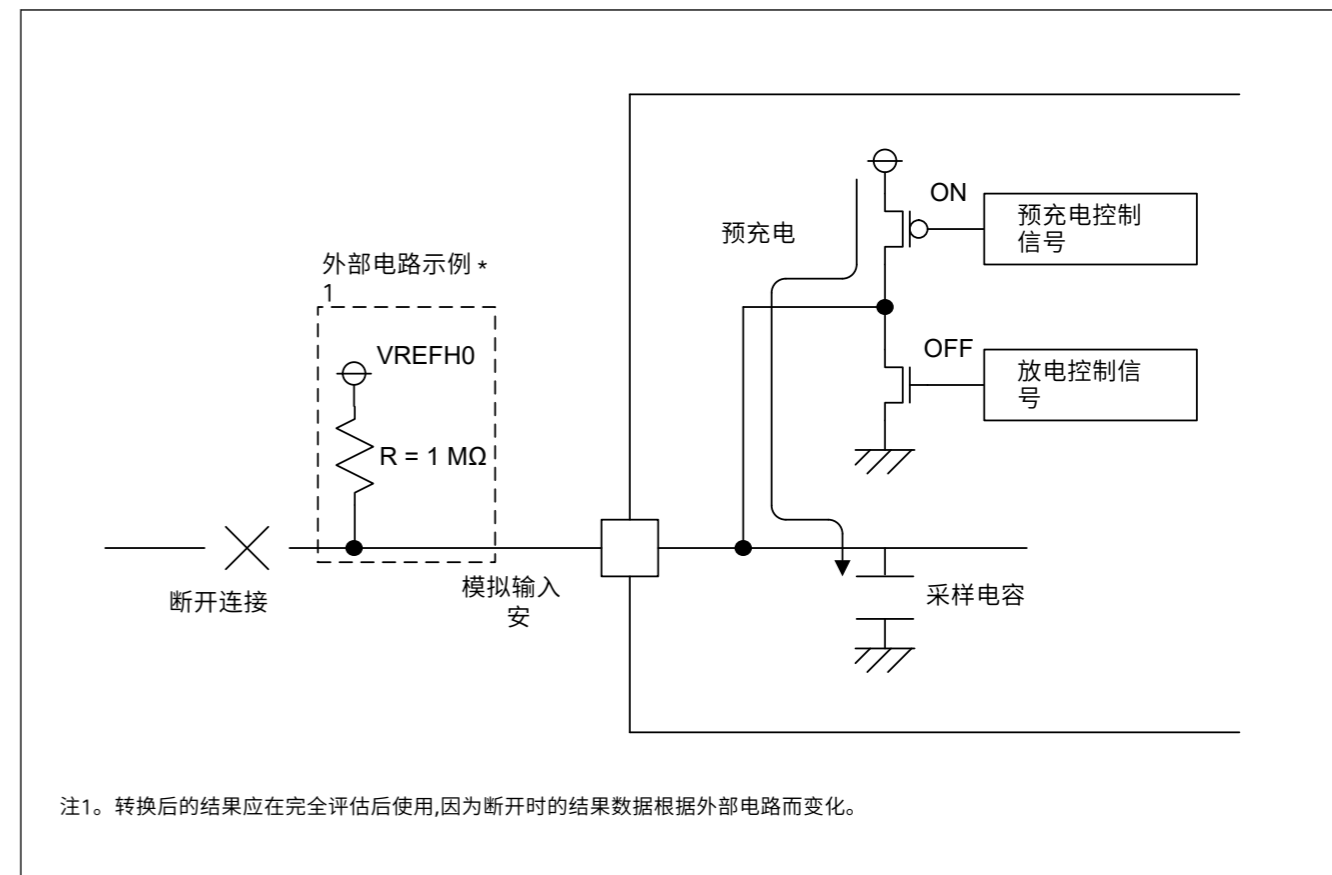 ON
预充电控制
信号
预充电
外部电路示例 *
1
VREFH0
OFF
放电控制信
号
R = 1 MΩ
模拟输入
安
断开连接
采样电容
注1。转换后的结果应在完全评估后使用,因为断开时的结果数据根据外部电路而变化。